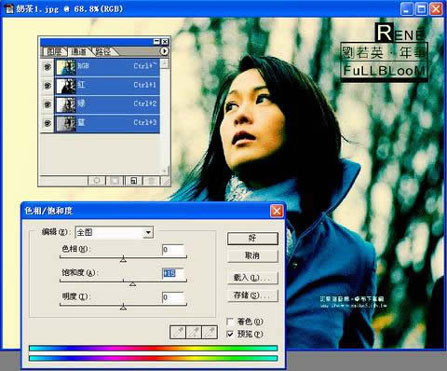 奶茶1.jpg @ 68.8%(RGB)
RENE
劉若英·年華
FuLLBLooM
图层 通道 路径
RGB Ctrl+~
红 Ctrl+1
绿 Ctrl+2
蓝 Ctrl+3
色相/饱和度
编辑(E): 全图
色相(H): 0
饱和度(A): +15
明度(I): 0
好
取消
载入(L)...
存储(S)...
着色(O)
预览(P)